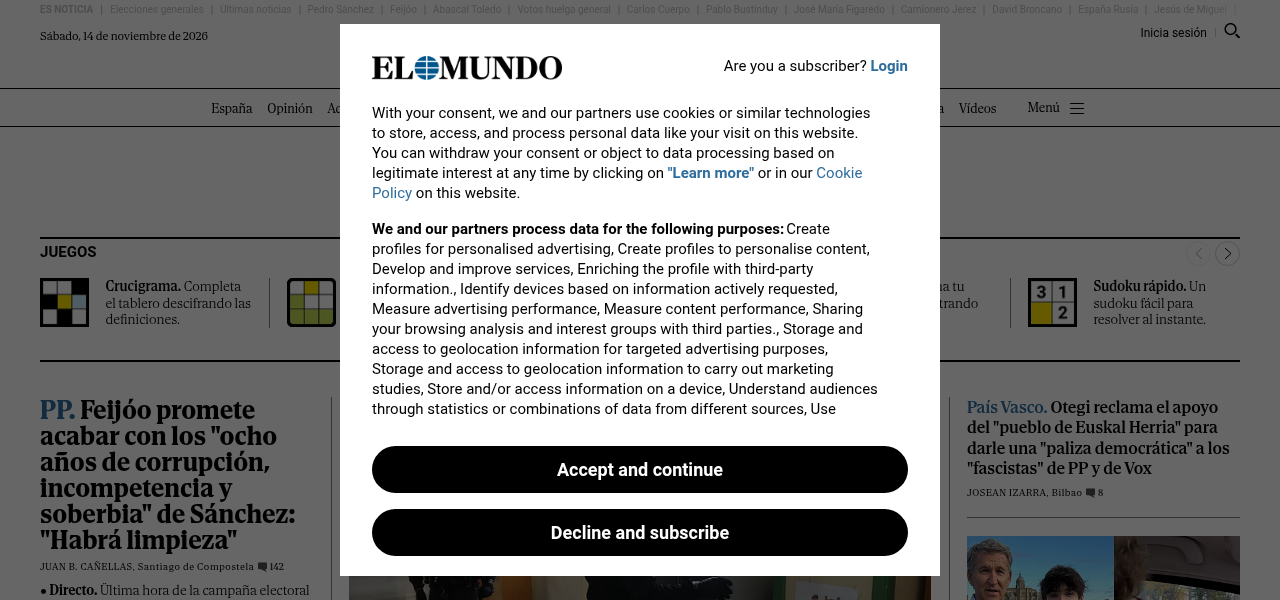 ES NOTICIA | Elecciones generales | Últimas noticias | Pedro Sánchez | Feijóo | Abascal Toledo | Votos huelga general | Carlos Cuerpo | Pablo Bustinduy | José María Figaredo | Camionero Jerez | David Broncano | España Rusia | Jesús de Miguel
Sábado, 14 de noviembre de 2026
Inicia sesión
España Opinión
Vídeos Menú
EL MUNDO
Are you a subscriber? Login
With your consent, we and our partners use cookies or similar technologies
to store, access, and process personal data like your visit on this website.
You can withdraw your consent or object to data processing based on
legitimate interest at any time by clicking on "Learn more" or in our Cookie
Policy on this website.
We and our partners process data for the following purposes: Create
profiles for personalised advertising, Create profiles to personalise content,
Develop and improve services, Enriching the profile with third-party
information., Identify devices based on information actively requested,
Measure advertising performance, Measure content performance, Sharing
your browsing analysis and interest groups with third parties., Storage and
access to geolocation information for targeted advertising purposes,
Storage and access to geolocation information to carry out marketing
studies, Store and/or access information on a device, Understand audiences
through statistics or combinations of data from different sources, Use
Accept and continue
Decline and subscribe
JUEGOS
Crucigrama. Completa
el tablero descifrando las
definiciones.
na tu
trando
3 1
2
Sudoku rápido. Un
sudoku fácil para
resolver al instante.
PP. Feijóo promete
acabar con los "ocho
años de corrupción,
incompetencia y
soberbia" de Sánchez:
"Habrá limpieza"
JUAN B. CAÑELLAS, Santiago de Compostela 142
• Directo. Última hora de la campaña electoral
País Vasco. Otegi reclama el apoyo
del "pueblo de Euskal Herria" para
darle una "paliza democrática" a los
"fascistas" de PP y de Vox
JOSEAN IZARRA, Bilbao 8